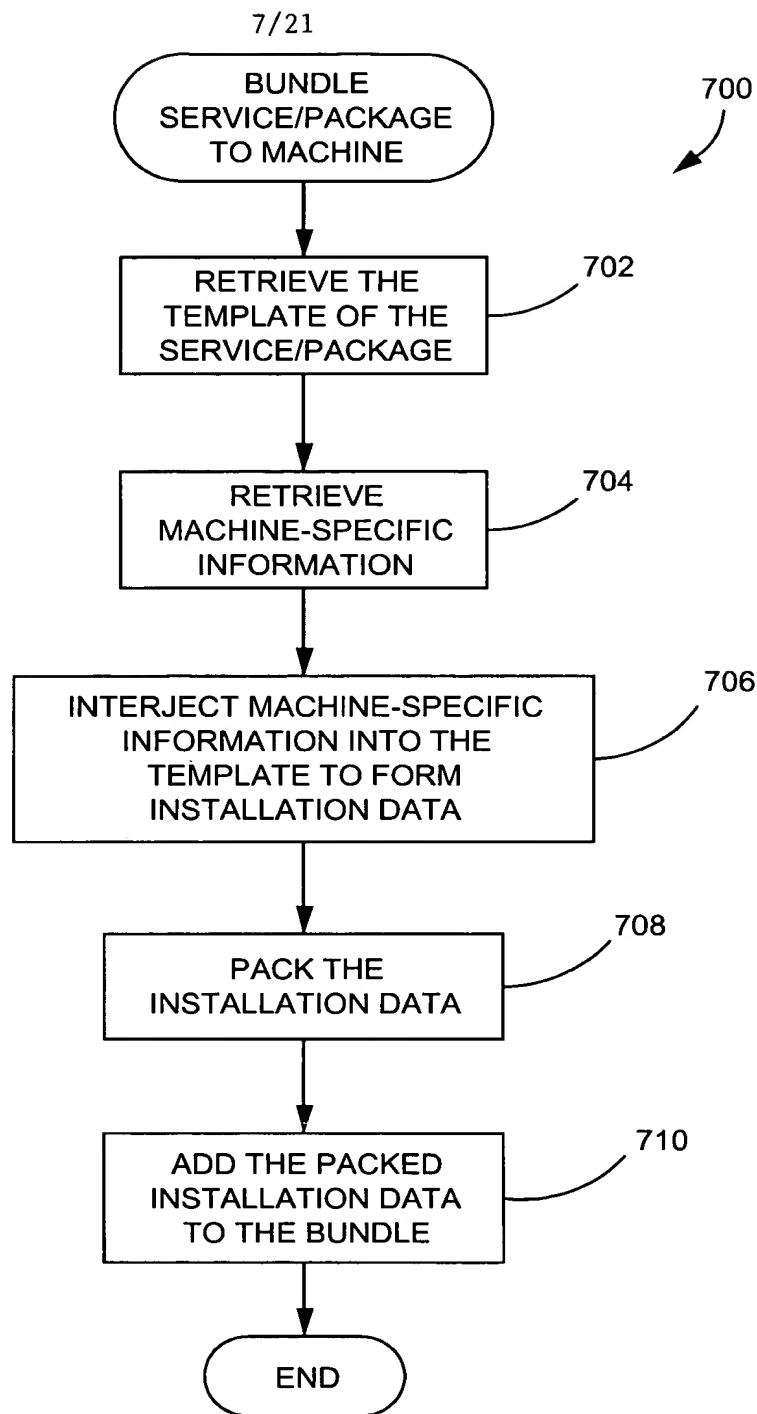 7/21
BUNDLE
SERVICE/PACKAGE
TO MACHINE
700
RETRIEVE THE
TEMPLATE OF THE
SERVICE/PACKAGE
702
RETRIEVE
MACHINE-SPECIFIC
INFORMATION
704
INTERJECT MACHINE-SPECIFIC
INFORMATION INTO THE
TEMPLATE TO FORM
INSTALLATION DATA
706
PACK THE
INSTALLATION DATA
708
ADD THE PACKED
INSTALLATION DATA
TO THE BUNDLE
710
END